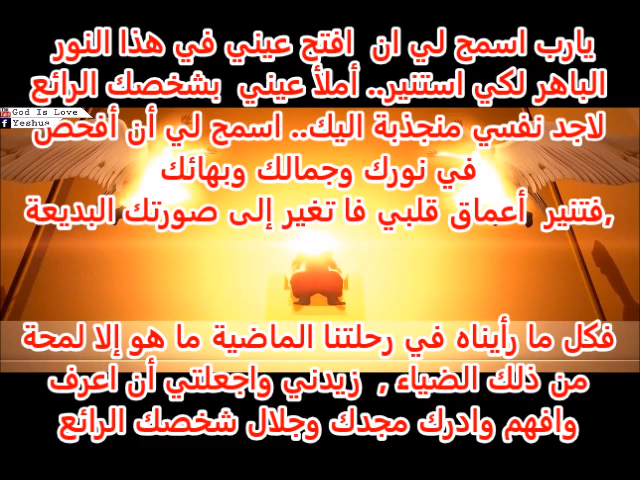 يارب اسمح لي ان افتح عيني في هذا النور
الباهر لكي استنير.. أملأ عيني بشخصك الرائع
God Is Love
Yeshua
لاجد نفسي منجذبة اليك.. اسمح لي أن أفحص
في نورك وجمالك وبهائك
,فتنير أعماق قلبي فا تغير إلى صورتك البديعة
فكل ما رأيناه في رحلتنا الماضية ما هو إلا لمحة
من ذلك الضياء , زيدني واجعلتي أن اعرف
وافهم وادرك مجدك وجلال شخصك الرائع